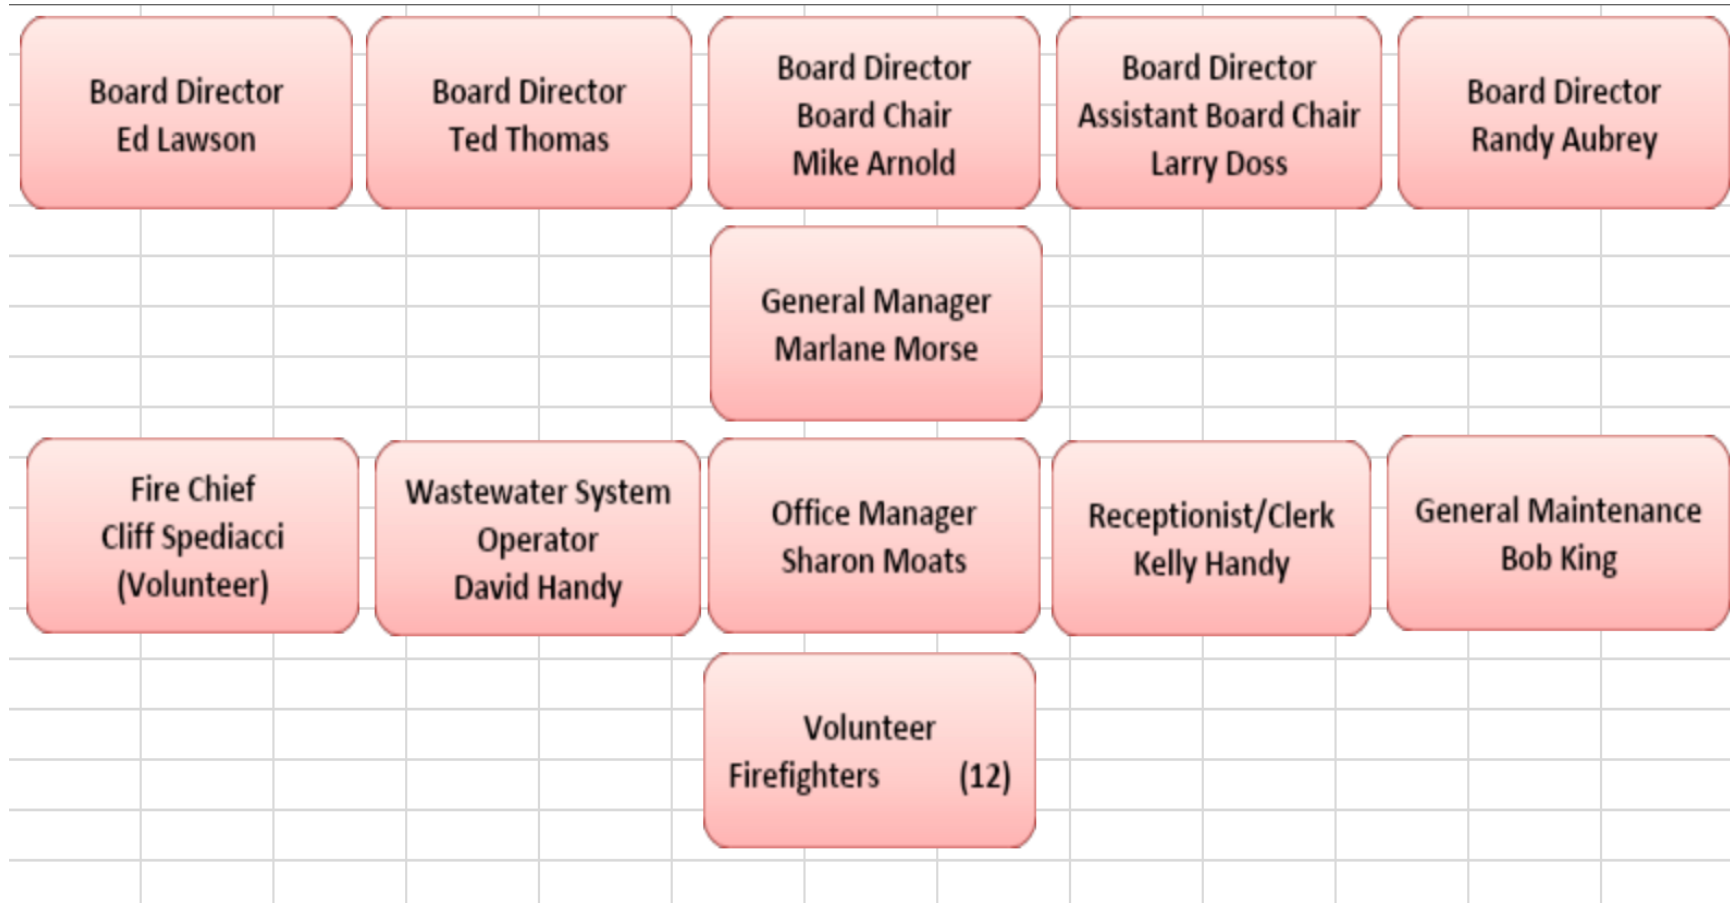 Board Director
Ed Lawson
Board Director
Ted Thomas
Board Director
Board Chair
Mike Arnold
Board Director
Assistant Board Chair
Larry Doss
Board Director
Randy Aubrey
General Manager
Marlane Morse
Fire Chief
Cliff Spediacci
(Volunteer)
Wastewater System
Operator
David Handy
Office Manager
Sharon Moats
Receptionist/Clerk
Kelly Handy
General Maintenance
Bob King
Volunteer
Firefighters (12)